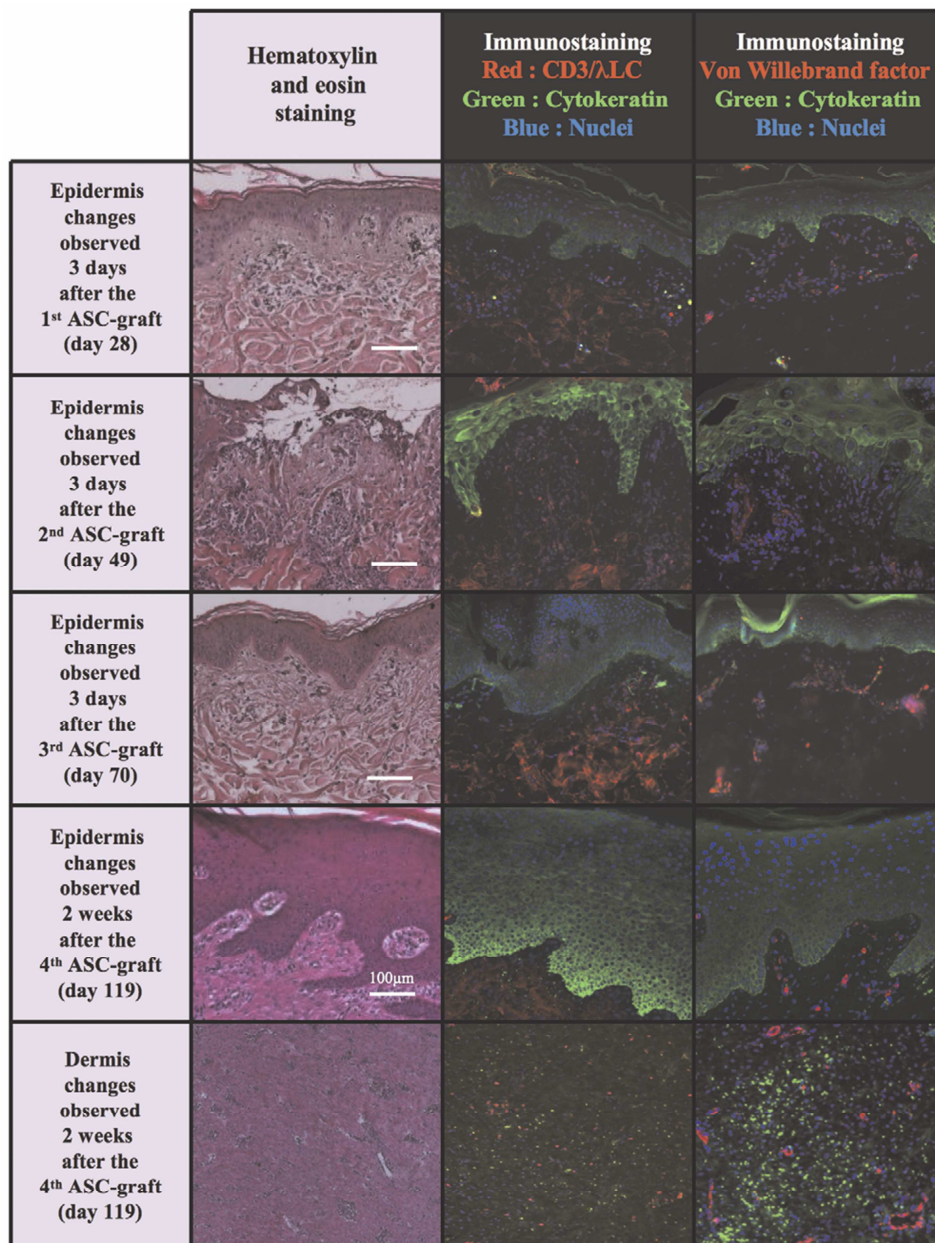 Hematoxylin
and eosin
staining
Immunostaining
Red : CD3/λLC
Green : Cytokeratin
Blue : Nuclei
Immunostaining
Von Willebrand factor
Green : Cytokeratin
Blue : Nuclei
Epidermis
changes
observed
3 days
after the
1st ASC-graft
(day 28)
Epidermis
changes
observed
3 days
after the
2nd ASC-graft
(day 49)
Epidermis
changes
observed
3 days
after the
3rd ASC-graft
(day 70)
Epidermis
changes
observed
2 weeks
after the
4th ASC-graft
(day 119)
100µm
Dermis
changes
observed
2 weeks
after the
4th ASC-graft
(day 119)